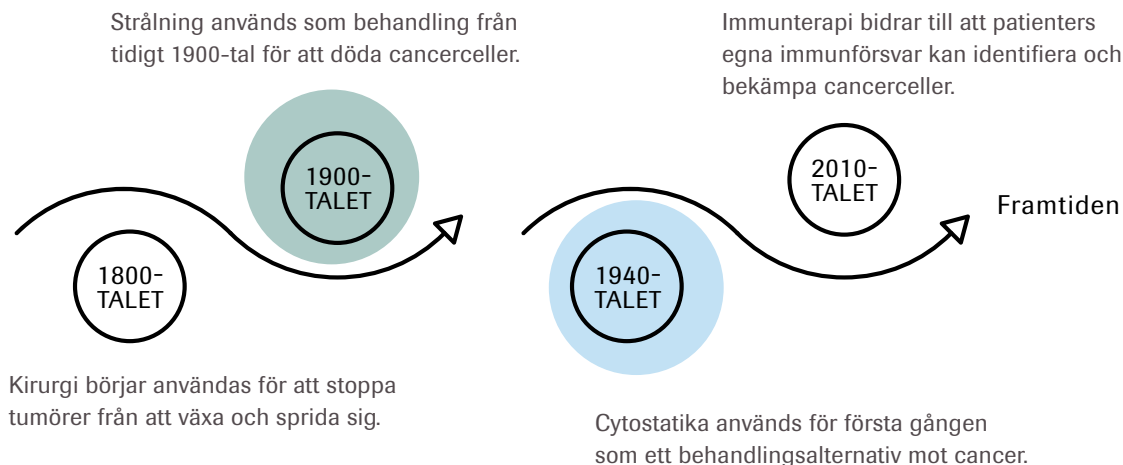 Strålning används som behandling från
tidigt 1900-tal för att döda cancerceller.
Immunterapi bidrar till att patienters
egna immunförsvar kan identifiera och
bekämpa cancerceller.
1900-
TALET
2010-
TALET
Framtiden
1800-
TALET
1940-
TALET
Kirurgi börjar användas för att stoppa
tumörer från att växa och sprida sig.
Cytostatika används för första gången
som ett behandlingsalternativ mot cancer.